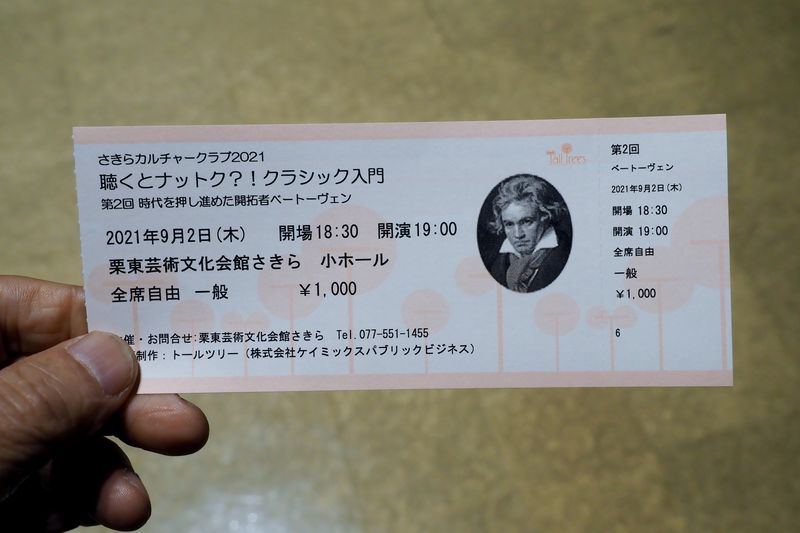 さきらカルチャークラブ2021
聴くとナットク?!クラシック入門
第2回 時代を押し進めた開拓者ベートーヴェン
2021年9月2日(木) 開場18:30 開演19:00
栗東芸術文化会館さきら 小ホール
全席自由 一般 ¥1,000
催・お問合せ:栗東芸術文化会館さきら Tel.077-551-1455
制作:トールツリー(株式会社ケイミックスパブリックビジネス)
Tall Trees
第2回
ベートーヴェン
2021年9月2日(木)
開場 18:30
開演 19:00
全席自由
一般
¥1,000
6